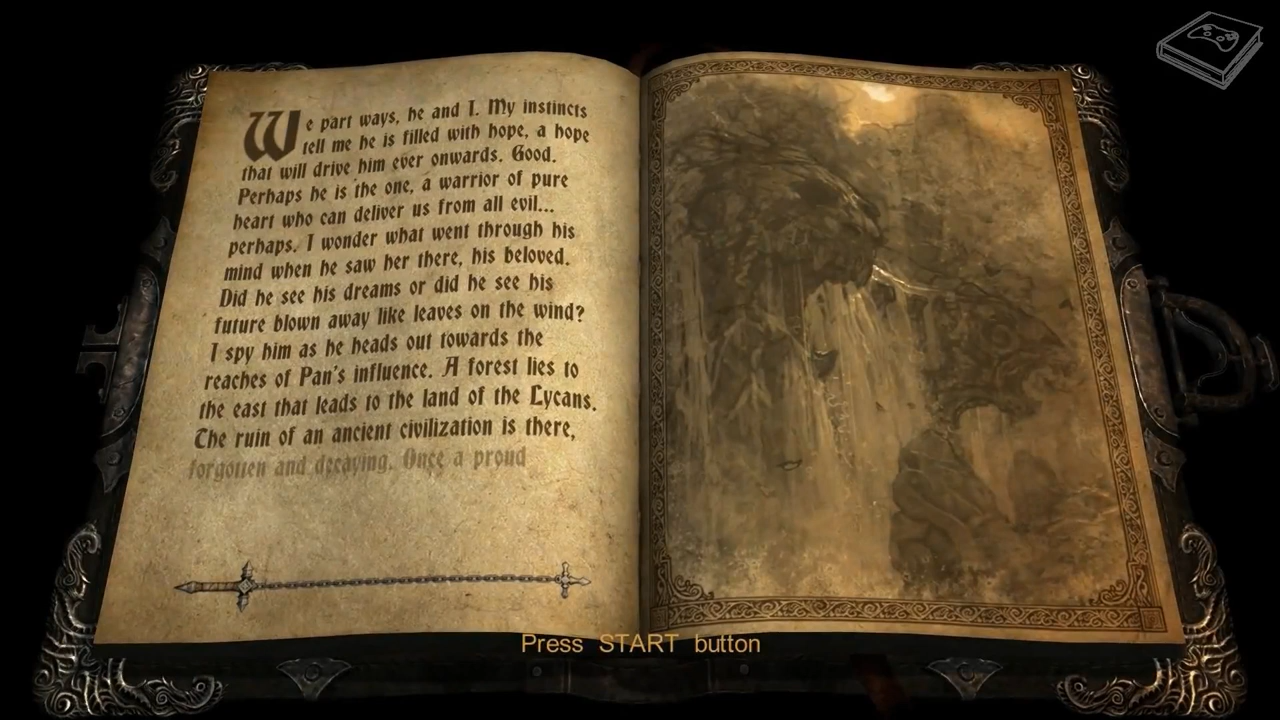 We part ways, he and I. My instincts
tell me he is filled with hope, a hope
that will drive him ever onwards. Good.
Perhaps he is the one, a warrior of pure
heart who can deliver us from all evil...
perhaps. I wonder what went through his
mind when he saw her there, his beloved.
Did he see his dreams or did he see his
future blown away like leaves on the wind?
I spy him as he heads out towards the
reaches of Pan's influence. A forest lies to
the east that leads to the land of the Lycans.
The ruin of an ancient civilization is there,
forgotten and decaying. Once a proud
Press START button